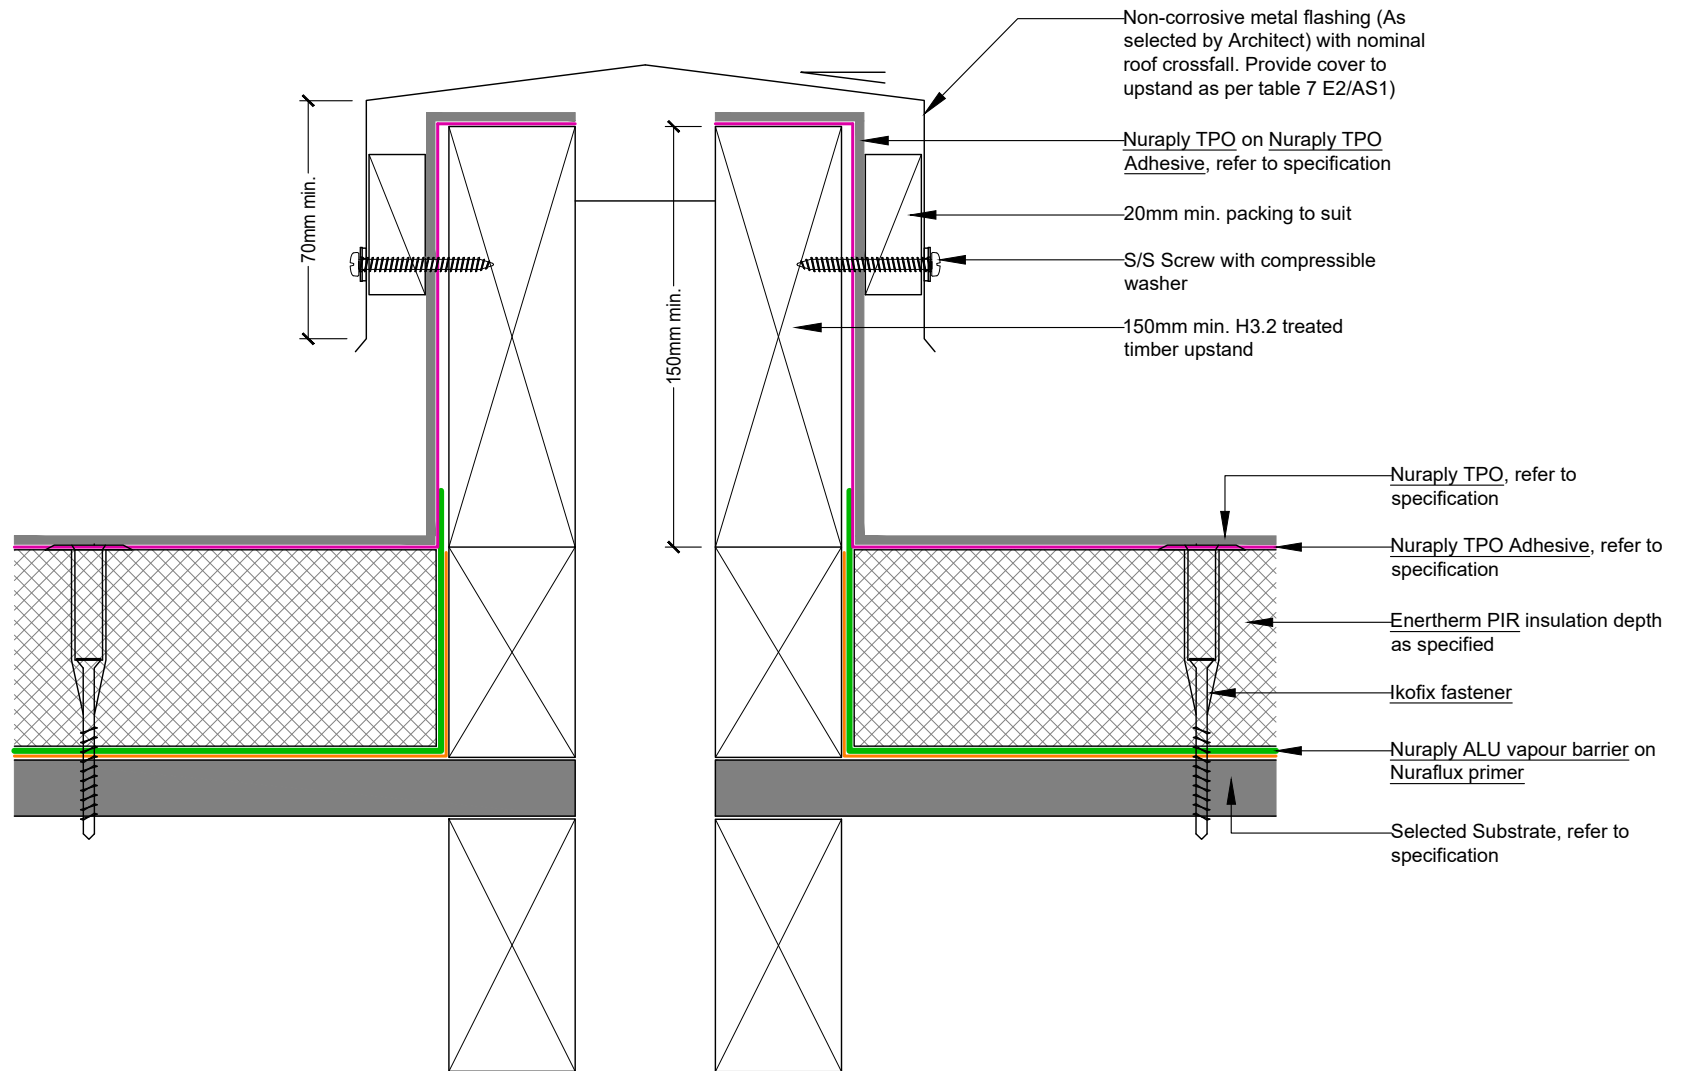 Non-corrosive metal flashing (As
selected by Architect) with nominal
roof crossfall. Provide cover to
upstand as per table 7 E2/AS1)
Nuraply TPO on Nuraply TPO
Adhesive, refer to specification
20mm min. packing to suit
S/S Screw with compressible
washer
150mm min. H3.2 treated
timber upstand
70mm min.
150mm min.
Nuraply TPO, refer to
specification
Nuraply TPO Adhesive, refer to
specification
Enertherm PIR insulation depth
as specified
Ikofix fastener
Nuraply ALU vapour barrier on
Nuraflux primer
Selected Substrate, refer to
specification